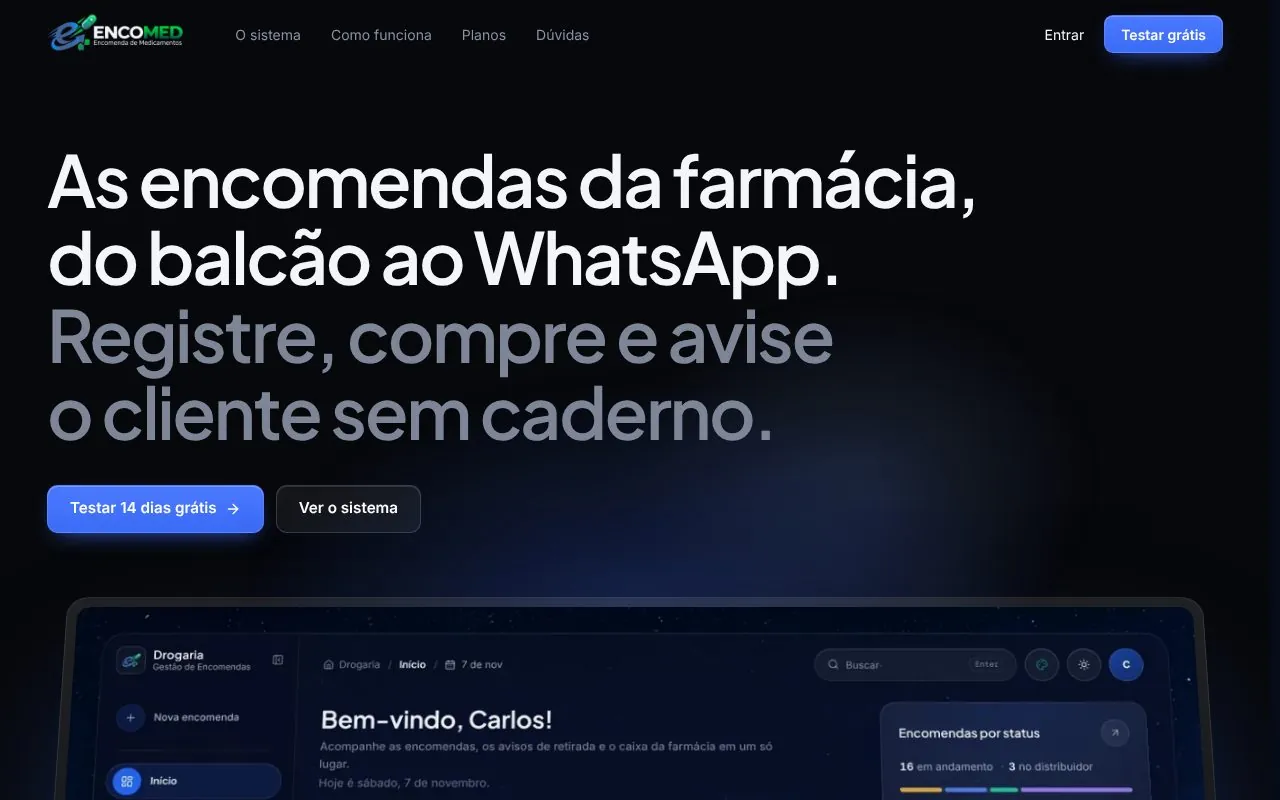 ENCOMED
Encomenda de Medicamentos
O sistema
Como funciona
Planos
Dúvidas
Entrar
Testar grátis
As encomendas da farmácia,
do balcão ao WhatsApp.
Registre, compre e avise
o cliente sem caderno.
Testar 14 dias grátis →
Ver o sistema
Drogaria
Gestão de Encomendas
Drogaria / Início / 7 de nov
Buscar
Enter
C
Nova encomenda
Bem-vindo, Carlos!
Acompanhe as encomendas, os avisos de retirada e o caixa da farmácia em um só
lugar.
Hoje é sábado, 7 de novembro.
Encomendas por status
16 em andamento · 3 no distribuidor
Início